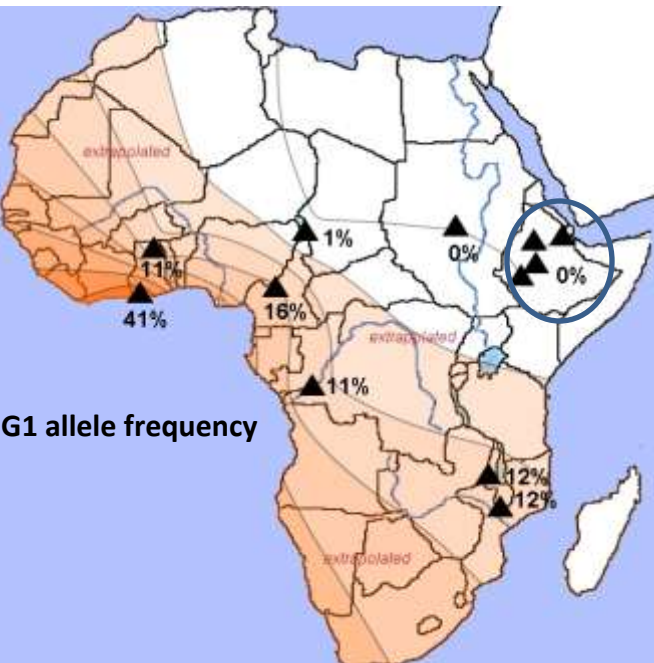 extrapolated
1%
0%
11%
0%
16%
41%
extrapolated
11%
G1 allele frequency
12%
12%
extrapolated